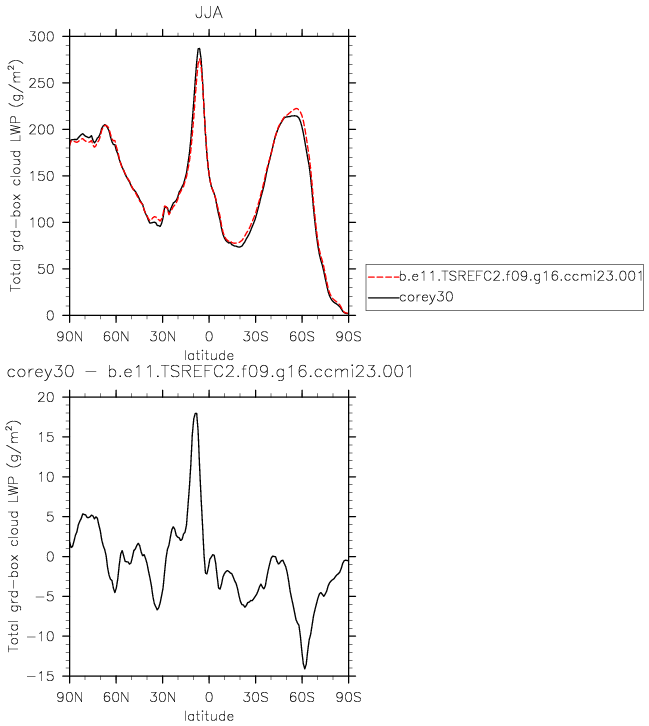 JJA
Total grd-box cloud LWP (g/m²)
300
250
200
150
100
50
0
90N 60N 30N 0 30S 60S 90S
latitude
b.e11.TSREFC2.f09.g16.ccmi23.001
corey30
corey30 - b.e11.TSREFC2.f09.g16.ccmi23.001
Total grd-box cloud LWP (g/m²)
20
15
10
5
0
-5
-10
-15
90N 60N 30N 0 30S 60S 90S
latitude